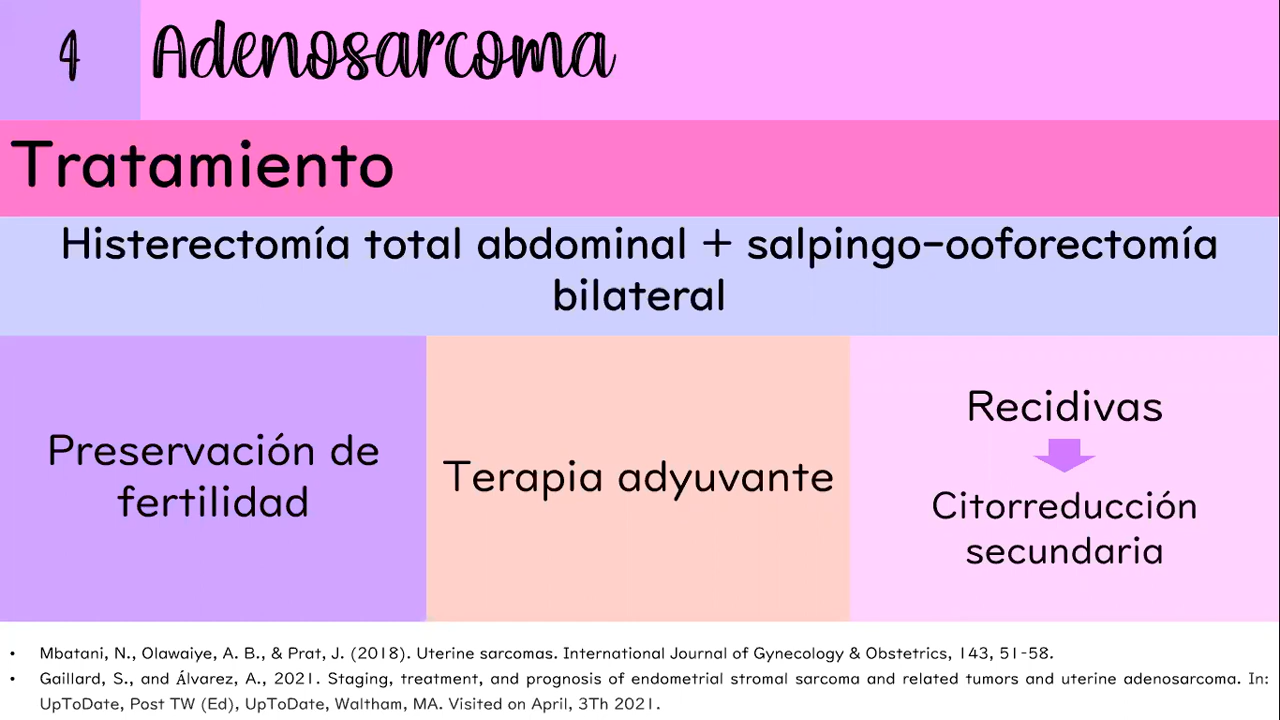 4
Adenosarcoma
Tratamiento
Histerectomía total abdominal + salpingo-ooforectomía
bilateral
Preservación de
fertilidad
Terapia adyuvante
Recidivas
Citorreducción
secundaria
• Mbatani, N., Olawaiye, A. B., & Prat, J. (2018). Uterine sarcomas. International Journal of Gynecology & Obstetrics, 143, 51-58.
• Gaillard, S., and Álvarez, A., 2021. Staging, treatment, and prognosis of endometrial stromal sarcoma and related tumors and uterine adenosarcoma. In:
UpToDate, Post TW (Ed), UpToDate, Waltham, MA. Visited on April, 3Th 2021.